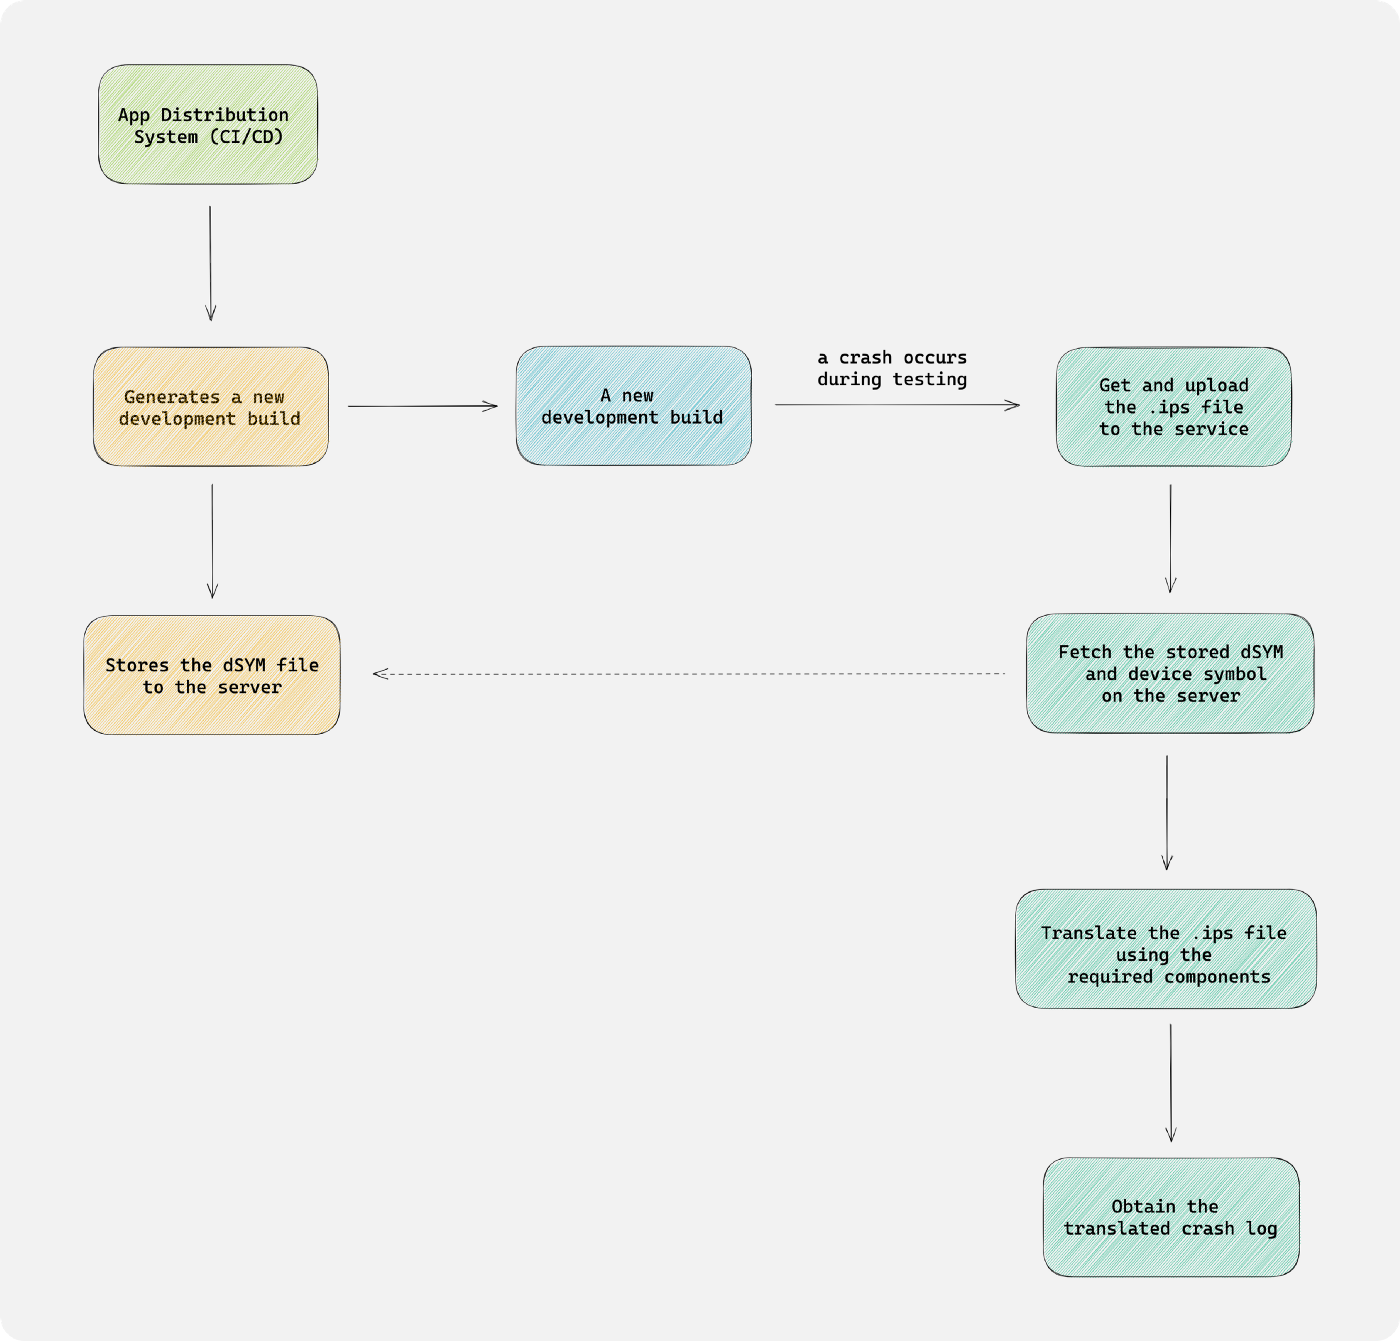 App Distribution
System (CI/CD)
Generates a new
development build
A new
development build
a crash occurs
during testing
Get and upload
the .ips file
to the service
Stores the dSYM file
to the server
Fetch the stored dSYM
and device symbol
on the server
Translate the .ips file
using the
required components
Obtain the
translated crash log